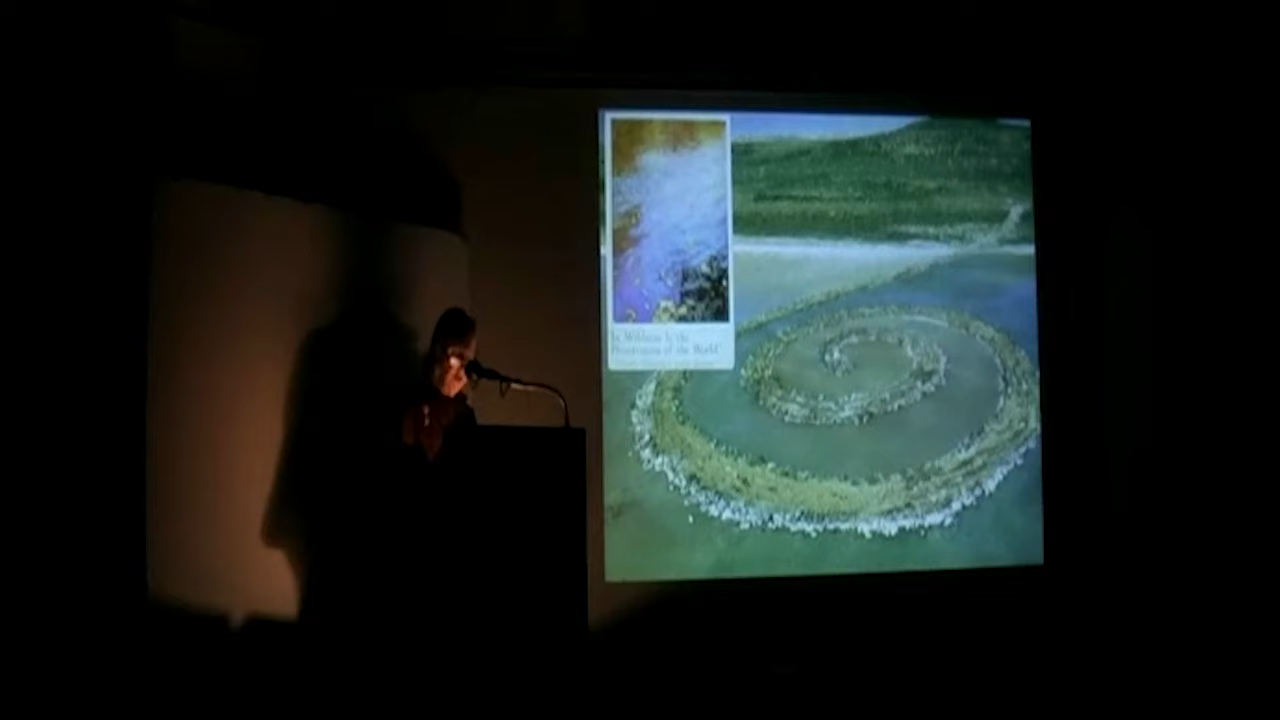 "In Wildness Is the
Preservation of the World"